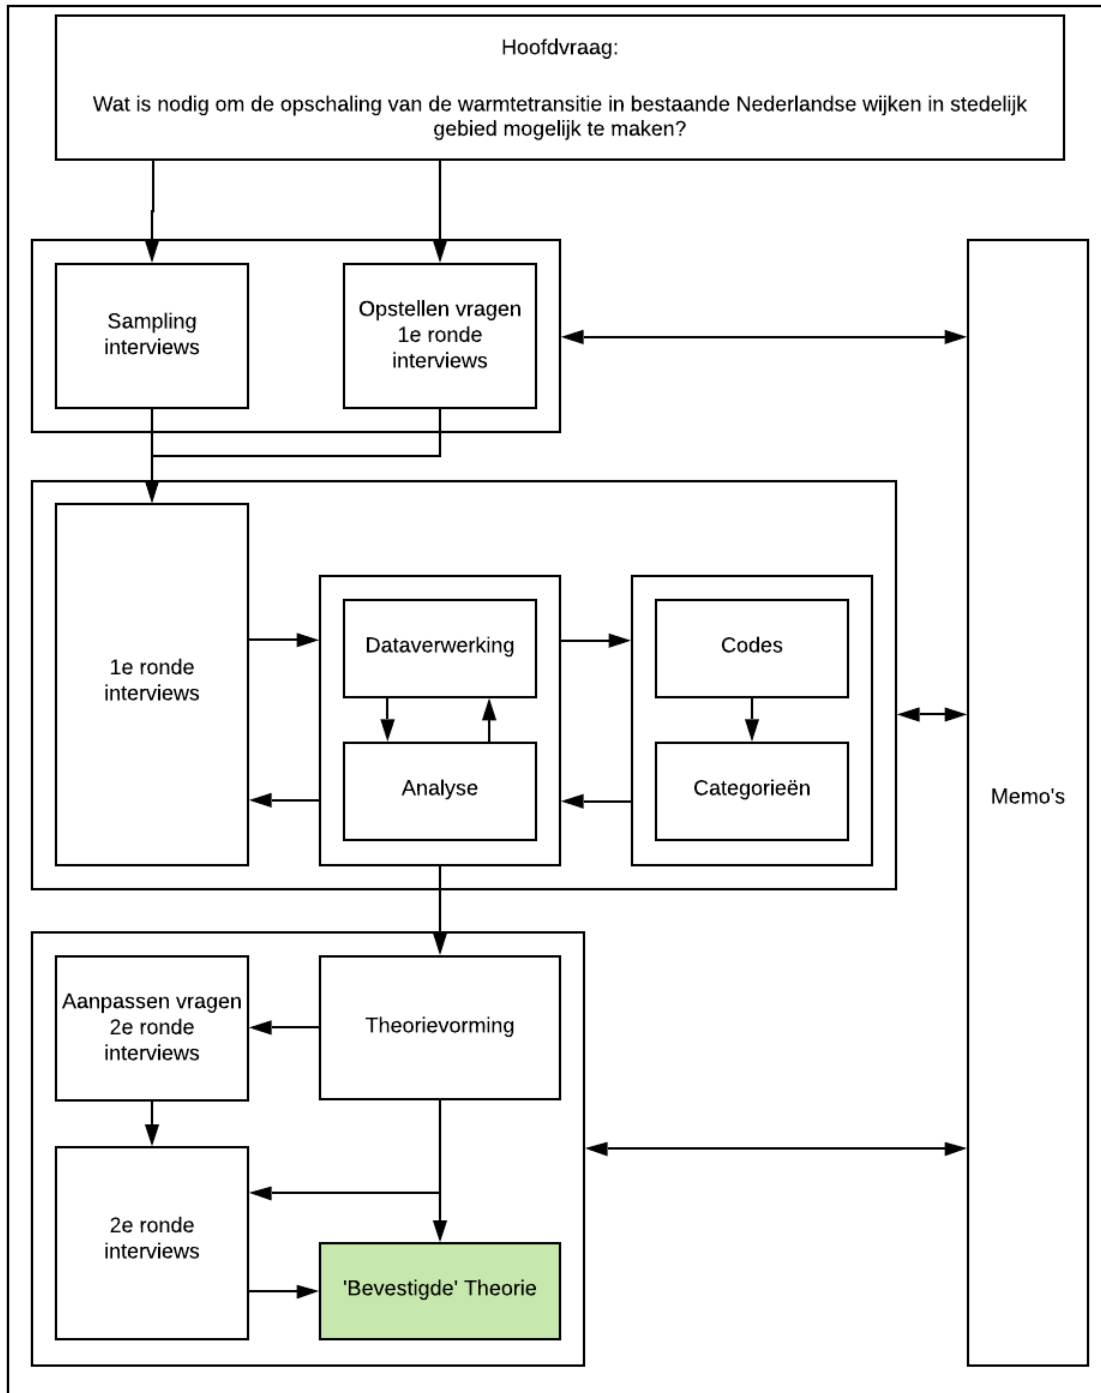 Hoofdvraag:
Wat is nodig om de opschaling van de warmtetransitie in bestaande Nederlandse wijken in stedelijk
gebied mogelijk te maken?
Sampling
interviews
Opstellen vragen
1e ronde
interviews
1e ronde
interviews
Dataverwerking
Analyse
Codes
Categorieën
Memo's
Aanpassen vragen
2e ronde
interviews
Theorievorming
2e ronde
interviews
'Bevestigde' Theorie